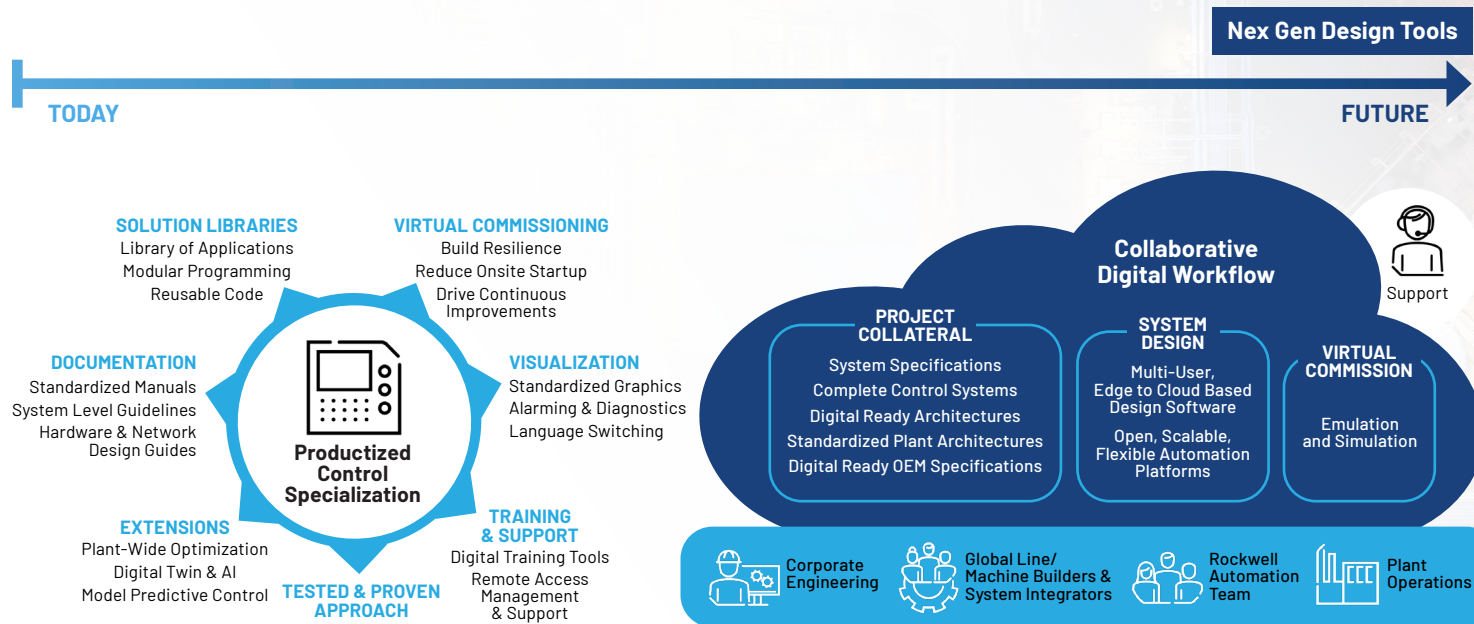 Nex Gen Design Tools
TODAY
FUTURE
SOLUTION LIBRARIES
Library of Applications
Modular Programming
Reusable Code
VIRTUAL COMMISSIONING
Build Resilience
Reduce Onsite Startup
Drive Continuous
Improvements
DOCUMENTATION
Standardized Manuals
System Level Guidelines
Hardware & Network
Design Guides
VISUALIZATION
Standardized Graphics
Alarming & Diagnostics
Language Switching
Productized
Control
Specialization
EXTENSIONS
Plant-Wide Optimization
Digital Twin & AI
Model Predictive Control
TESTED & PROVEN
APPROACH
TRAINING
& SUPPORT
Digital Training Tools
Remote Access
Management
& Support
Collaborative
Digital Workflow
Support
PROJECT
COLLATERAL
System Specifications
Complete Control Systems
Digital Ready Architectures
Standardized Plant Architectures
Digital Ready OEM Specifications
SYSTEM
DESIGN
Multi-User,
Edge to Cloud Based
Design Software
Open, Scalable,
Flexible Automation
Platforms
VIRTUAL
COMMISSION
Emulation
and Simulation
Corporate
Engineering
Global Line/
Machine Builders &
System Integrators
Rockwell
Automation
Team
Plant
Operations